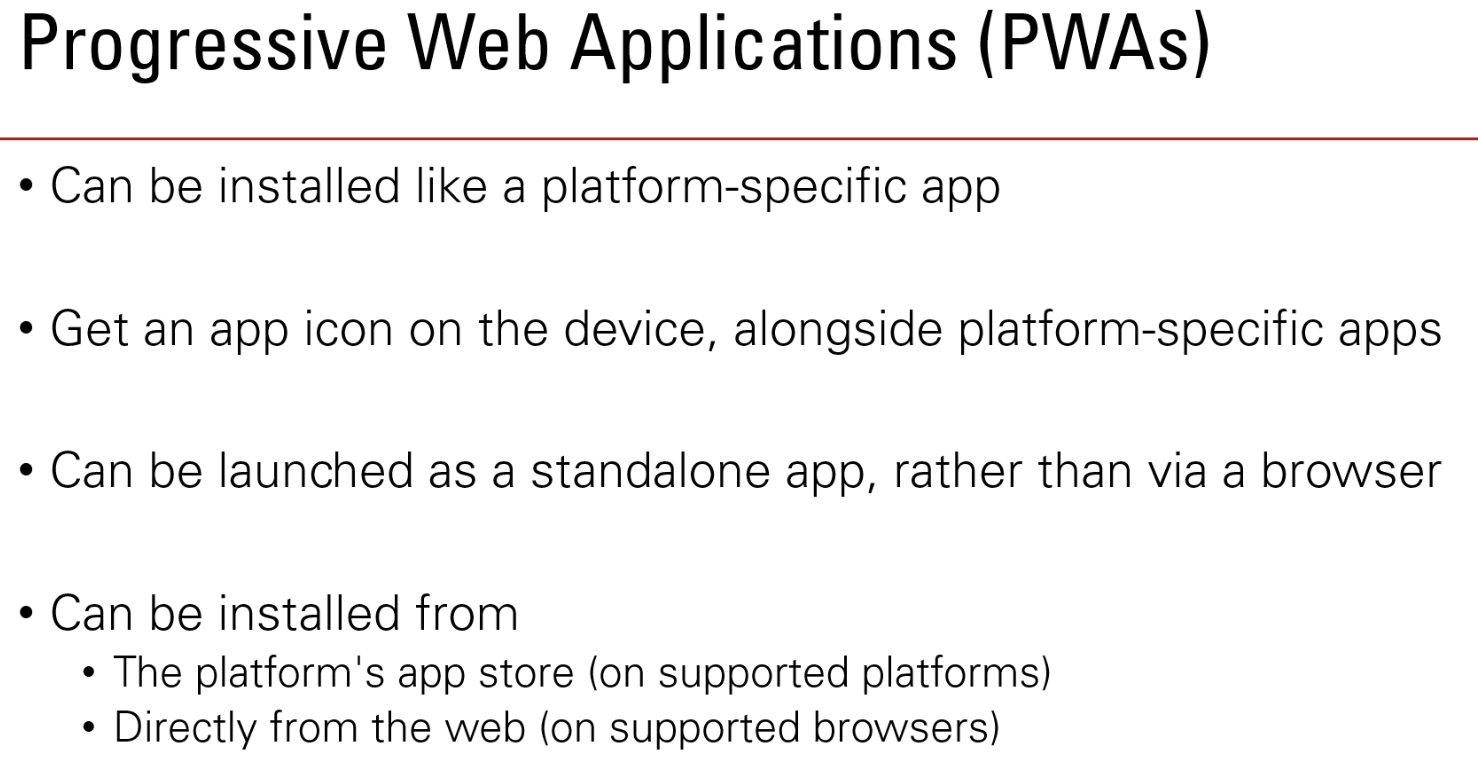 Progressive Web Applications (PWAs)
• Can be installed like a platform-specific app
• Get an app icon on the device, alongside platform-specific apps
• Can be launched as a standalone app, rather than via a browser
• Can be installed from
• The platform's app store (on supported platforms)
• Directly from the web (on supported browsers)